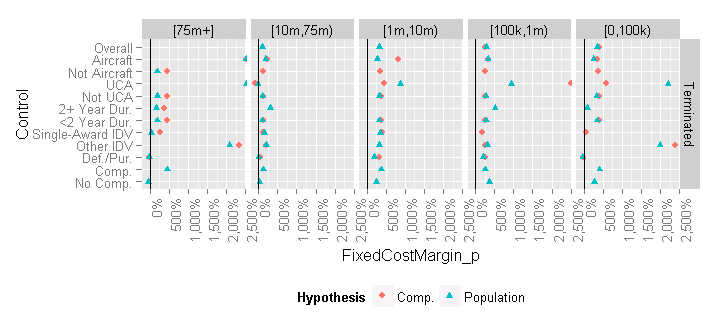 [75m+] [10m,75m) [1m,10m) [100k,1m) [0,100k)
Overall
Aircraft
Not Aircraft
UCA
Not UCA
2+ Year Dur.
<2 Year Dur.
Single-Award IDV
Other IDV
Def./Pur.
Comp.
No Comp.
Control
Terminated
0% 500% 1,000% 1,500% 2,000% 2,500% 0% 500% 1,000% 1,500% 2,000% 2,500% 0% 500% 1,000% 1,500% 2,000% 2,500% 0% 500% 1,000% 1,500% 2,000% 2,500% 0% 500% 1,000% 1,500% 2,000% 2,500%
FixedCostMargin_p
Hypothesis Comp. Population